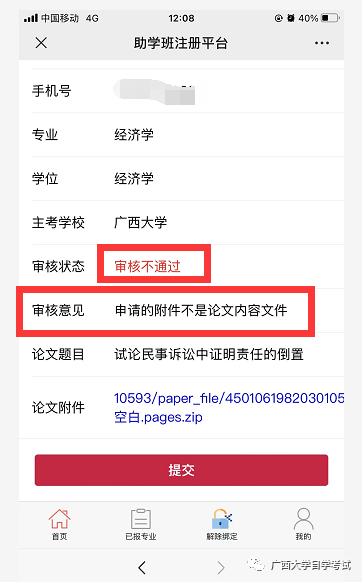 中国移动 4G 12:08 40%
助学班注册平台
手机号
专业 经济学
学位 经济学
主考学校 广西大学
审核状态 审核不通过
审核意见 申请的附件不是论文内容文件
论文题目 试论民事诉讼中证明责任的倒置
论文附件 10593/paper_file/4501061982030105
空白.pages.zip
提交
首页 已报专业 解除绑定 我的
广西大学自学考试